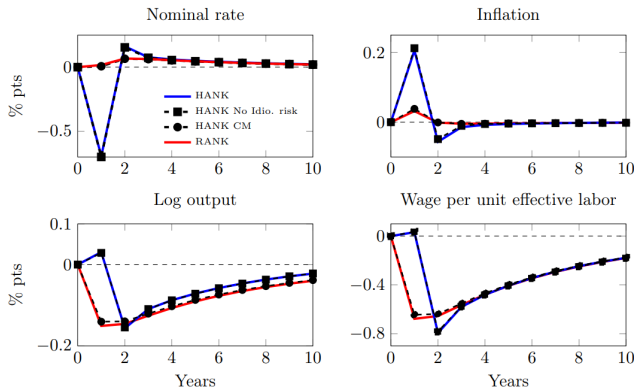 Nominal rate
% pts
0
−0.5
0 2 4 6 8 10
HANK
HANK No Idio. risk
HANK CM
RANK
Inflation
0.2
0
0 2 4 6 8 10
Log output
% pts
0.1
0
−0.2
0 2 4 6 8 10
Years
Wage per unit effective labor
0
−0.4
−0.8
0 2 4 6 8 10
Years